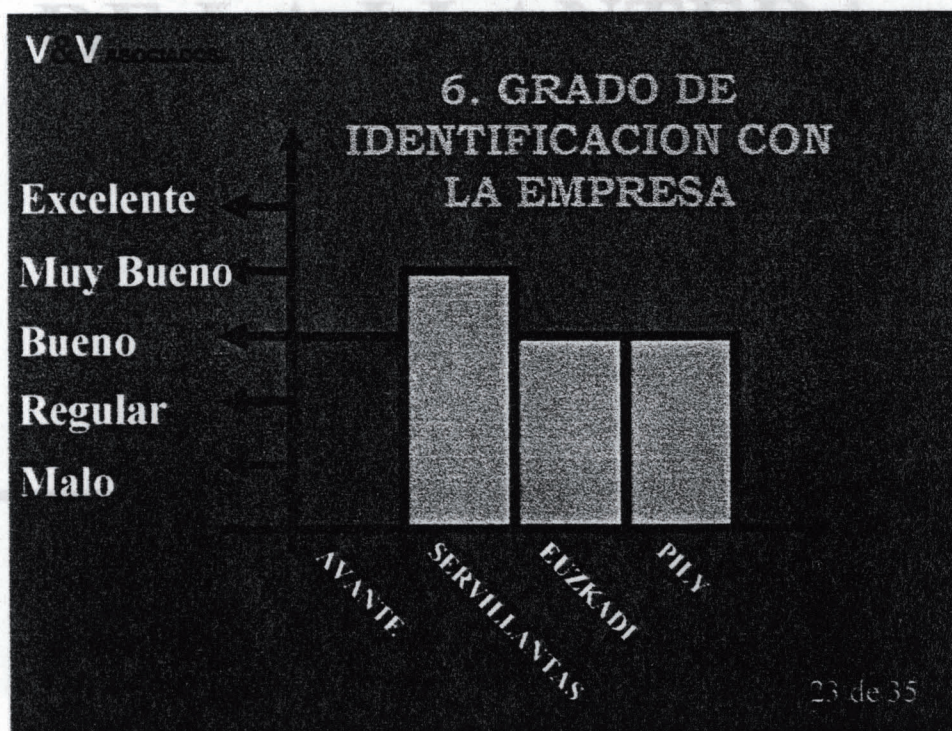 V&V ASOCIADOS
6. GRADO DE
IDENTIFICACION CON
LA EMPRESA
Excelente
Muy Bueno
Bueno
Regular
Malo
AVANTE
SERVILLANTAS
EUZKADI
PILY
23 de 35